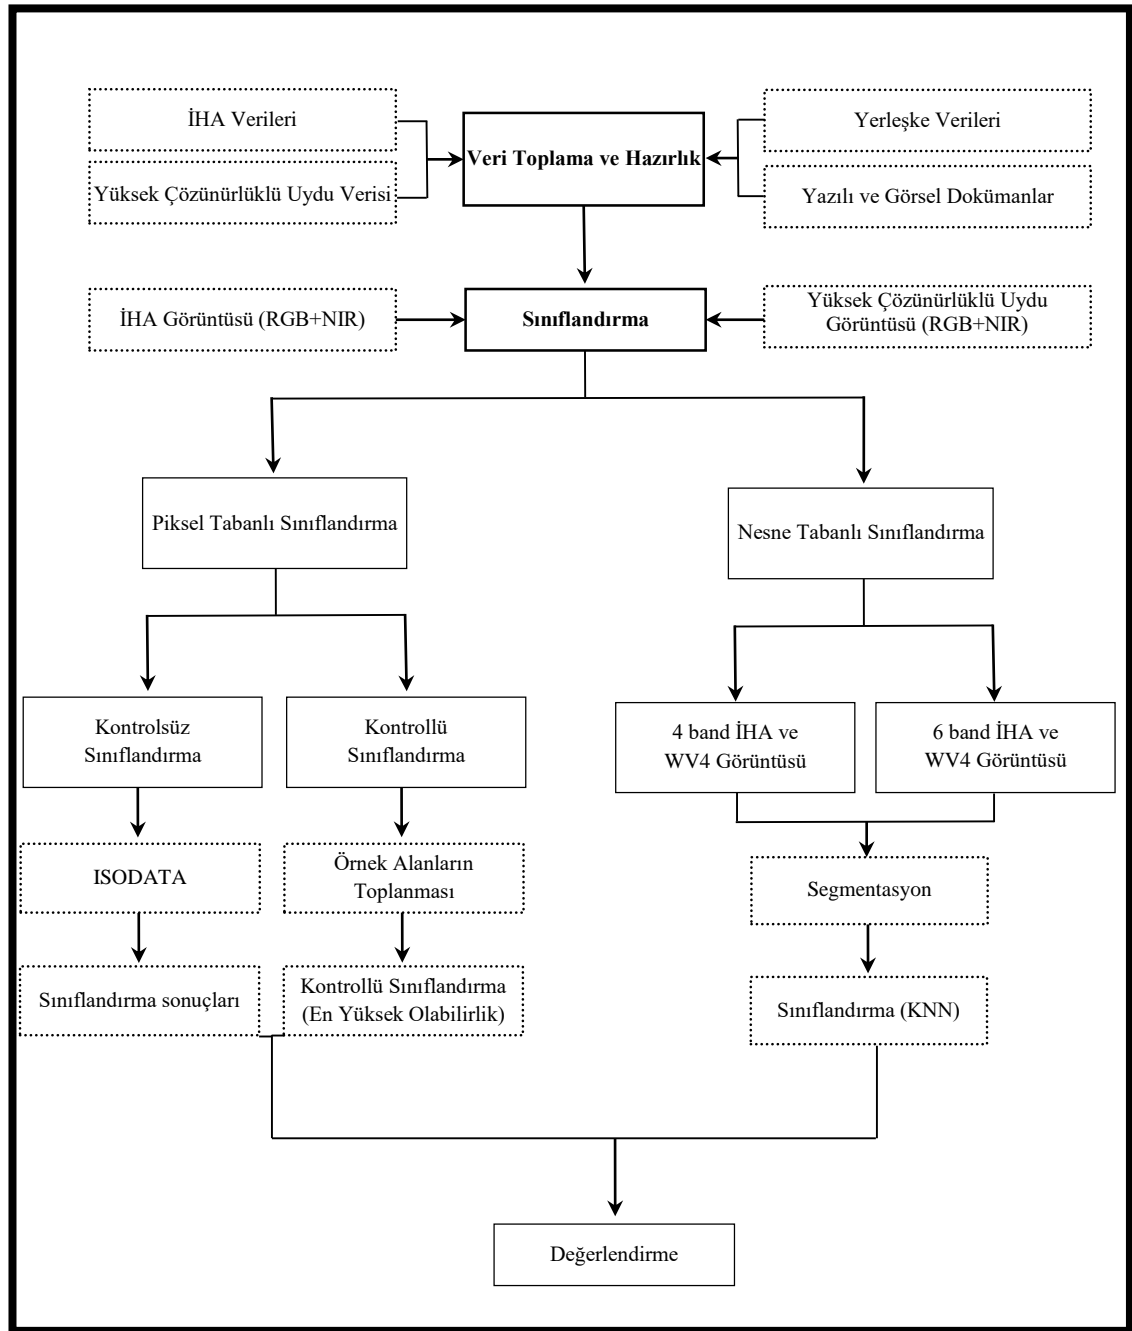 İHA Verileri
Yerleşke Verileri
Veri Toplama ve Hazırlık
Yüksek Çözünürlüklü Uydu Verisi
Yazılı ve Görsel Dokümanlar
İHA Görüntüsü (RGB+NIR)
Sınıflandırma
Yüksek Çözünürlüklü Uydu
Görüntüsü (RGB+NIR)
Piksel Tabanlı Sınıflandırma
Nesne Tabanlı Sınıflandırma
Kontrolsüz
Sınıflandırma
Kontrollü
Sınıflandırma
4 band İHA ve
WV4 Görüntüsü
6 band İHA ve
WV4 Görüntüsü
ISODATA
Örnek Alanların
Toplanması
Segmentasyon
Sınıflandırma sonuçları
Kontrollü Sınıflandırma
(En Yüksek Olabilirlik)
Sınıflandırma (KNN)
Değerlendirme